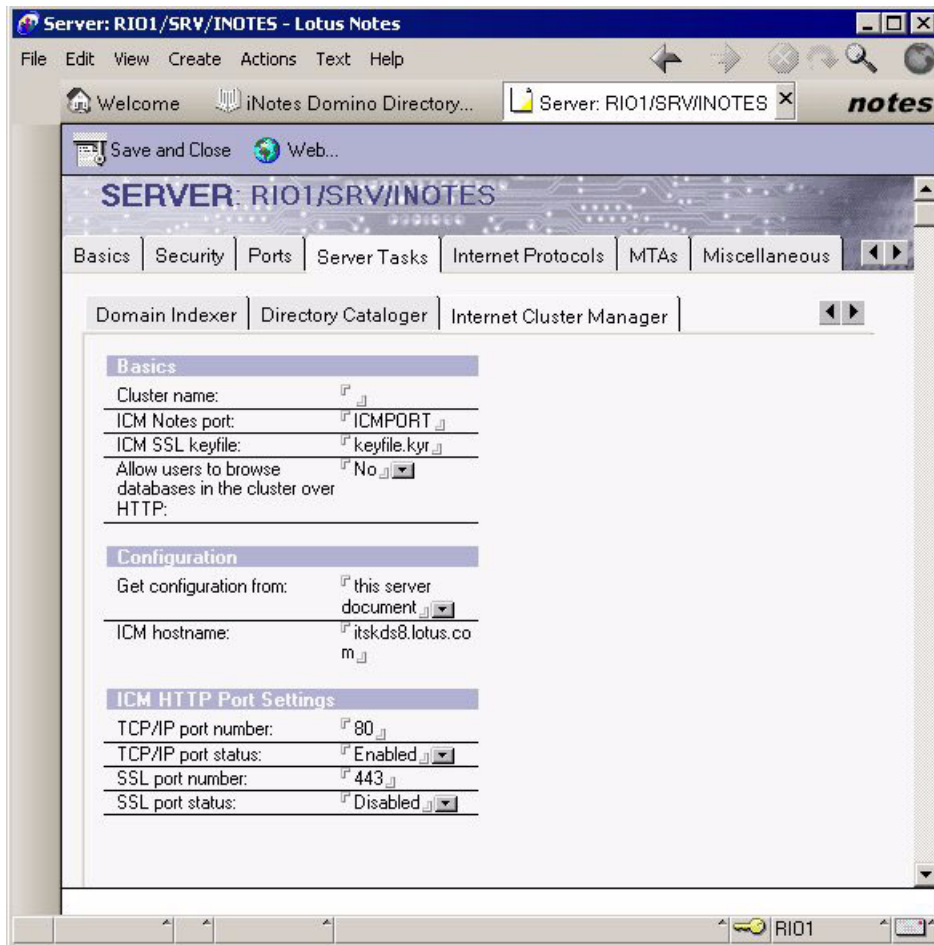 Server: RIO1/SRV/INOTES - Lotus Notes
File Edit View Create Actions Text Help
Welcome iNotes Domino Directory... Server: RIO1/SRV/INOTES notes
Save and Close Web...
SERVER: RIO1/SRV/INOTES
Basics Security Ports Server Tasks Internet Protocols MTAs Miscellaneous
Domain Indexer Directory Cataloger Internet Cluster Manager
Basics
Cluster name:
ICM Notes port: ICMPORT
ICM SSL keyfile: keyfile.kyr
Allow users to browse No
databases in the cluster over
HTTP:
Configuration
Get configuration from: this server
document
ICM hostname: itskds8.lotus.co
m
ICM HTTP Port Settings
TCP/IP port number: 80
TCP/IP port status: Enabled
SSL port number: 443
SSL port status: Disabled
RIO1